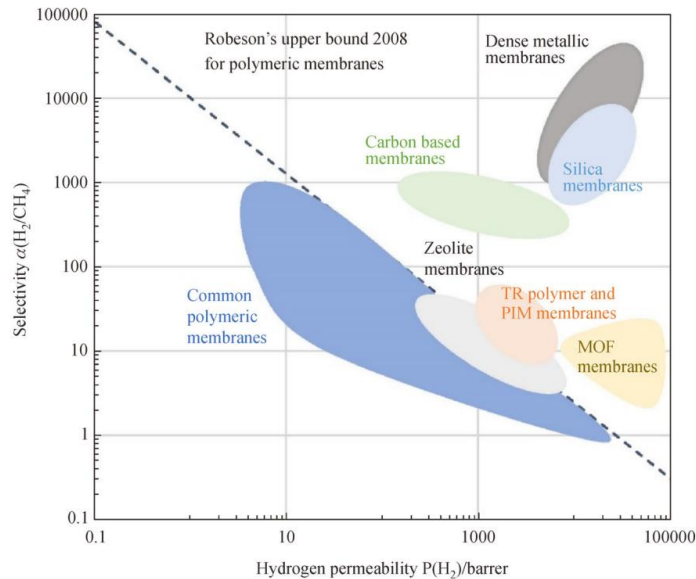 100000
10000
1000
100
10
1
0.1
Selectivity α(H₂/CH₄)
Robeson's upper bound 2008
for polymeric membranes
Dense metallic
membranes
Carbon based
membranes
Silica
membranes
Zeolite
membranes
Common
polymeric
membranes
TR polymer and
PIM membranes
MOF
membranes
0.1
10
1000
100000
Hydrogen permeability P(H₂)/barrer